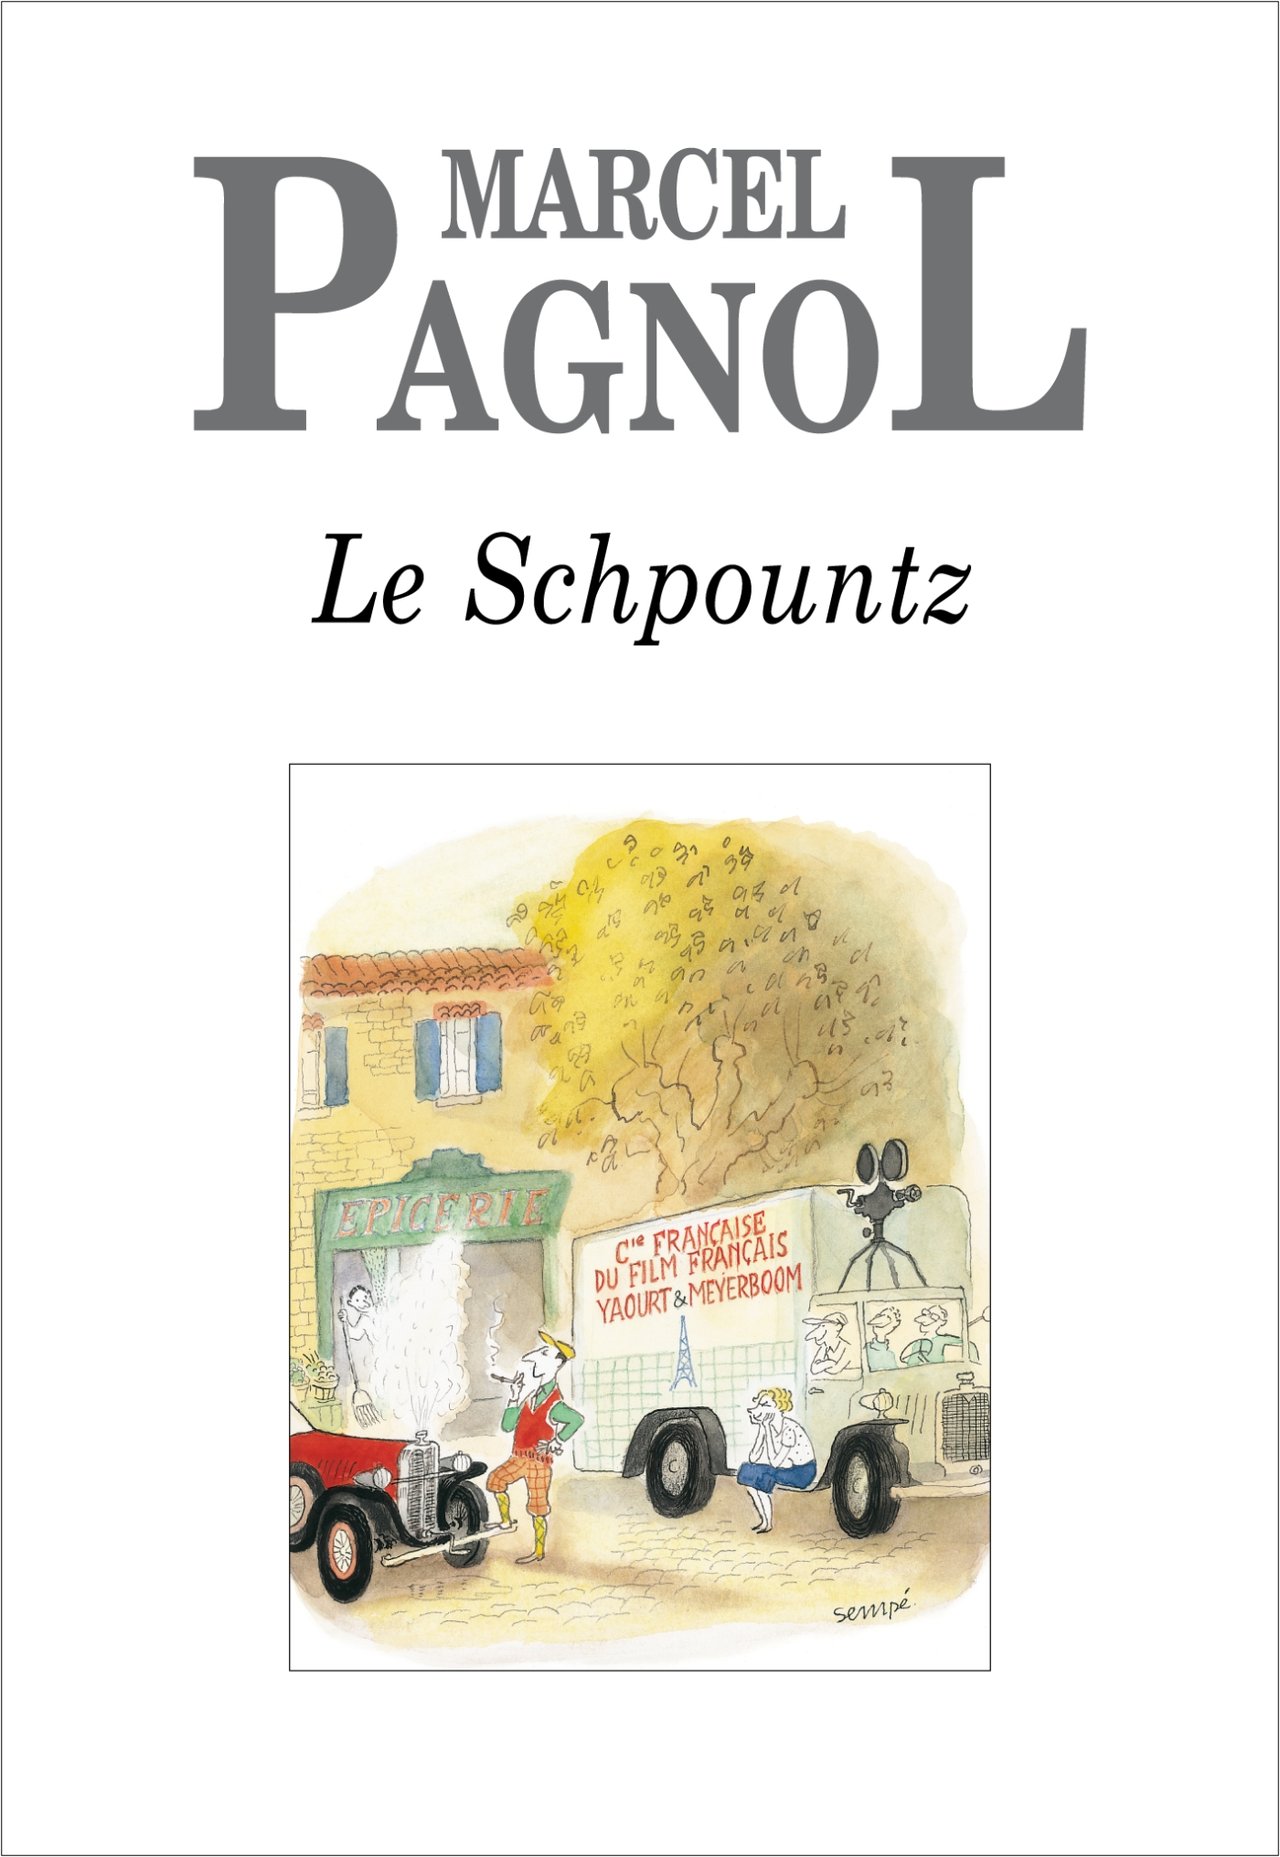 MARCEL
PAGNOL
Le Schpountz
EPICERIE
Cie FRANÇAISE
DU FILM FRANÇAIS
YAOURT & MEYERBOOM
sempé.